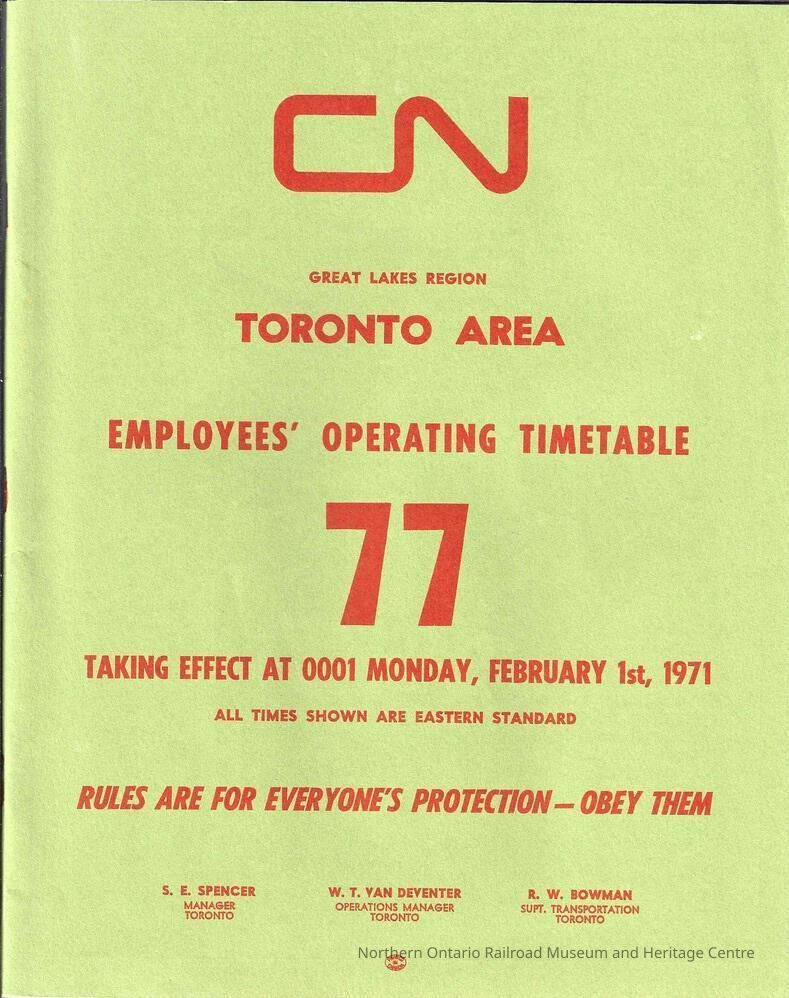 CN
GREAT LAKES REGION
TORONTO AREA
EMPLOYEES' OPERATING TIMETABLE
77
TAKING EFFECT AT 0001 MONDAY, FEBRUARY 1st, 1971
ALL TIMES SHOWN ARE EASTERN STANDARD
RULES ARE FOR EVERYONE'S PROTECTION — OBEY THEM
S. E. SPENCER
MANAGER
TORONTO
W. T. VAN DEVENTER
OPERATIONS MANAGER
TORONTO
R. W. BOWMAN
SUPT. TRANSPORTATION
TORONTO
Northern Ontario Railroad Museum and Heritage Centre